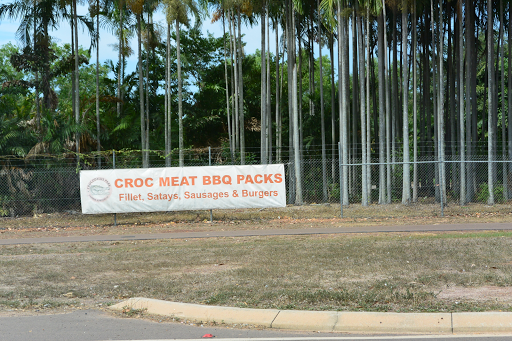 CROC MEAT BBQ PACKS
Fillet, Satays, Sausages & Burgers